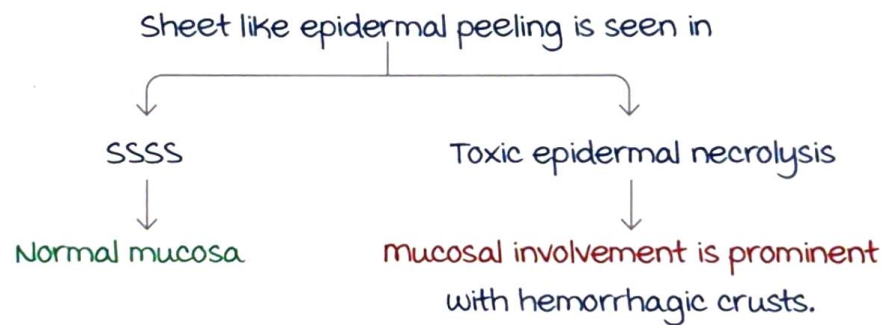 Sheet like epidermal peeling is seen in
SSSS
Toxic epidermal necrolysis
Normal mucosa
mucosal involvement is prominent
with hemorrhagic crusts.